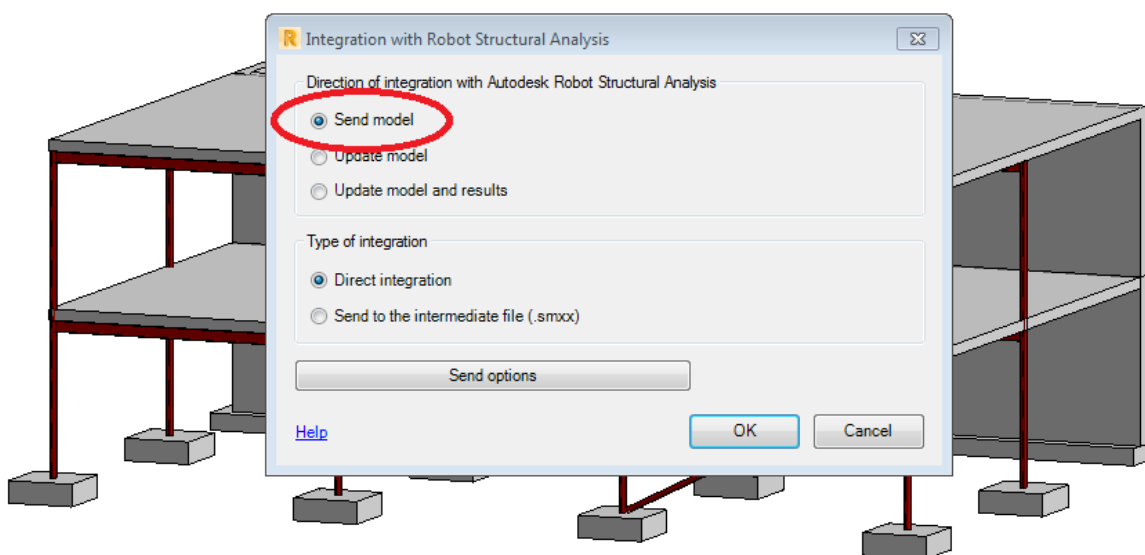 Integration with Robot Structural Analysis
Direction of integration with Autodesk Robot Structural Analysis
Send model
Update model
Update model and results
Type of integration
Direct integration
Send to the intermediate file (.smxx)
Send options
Help
OK
Cancel